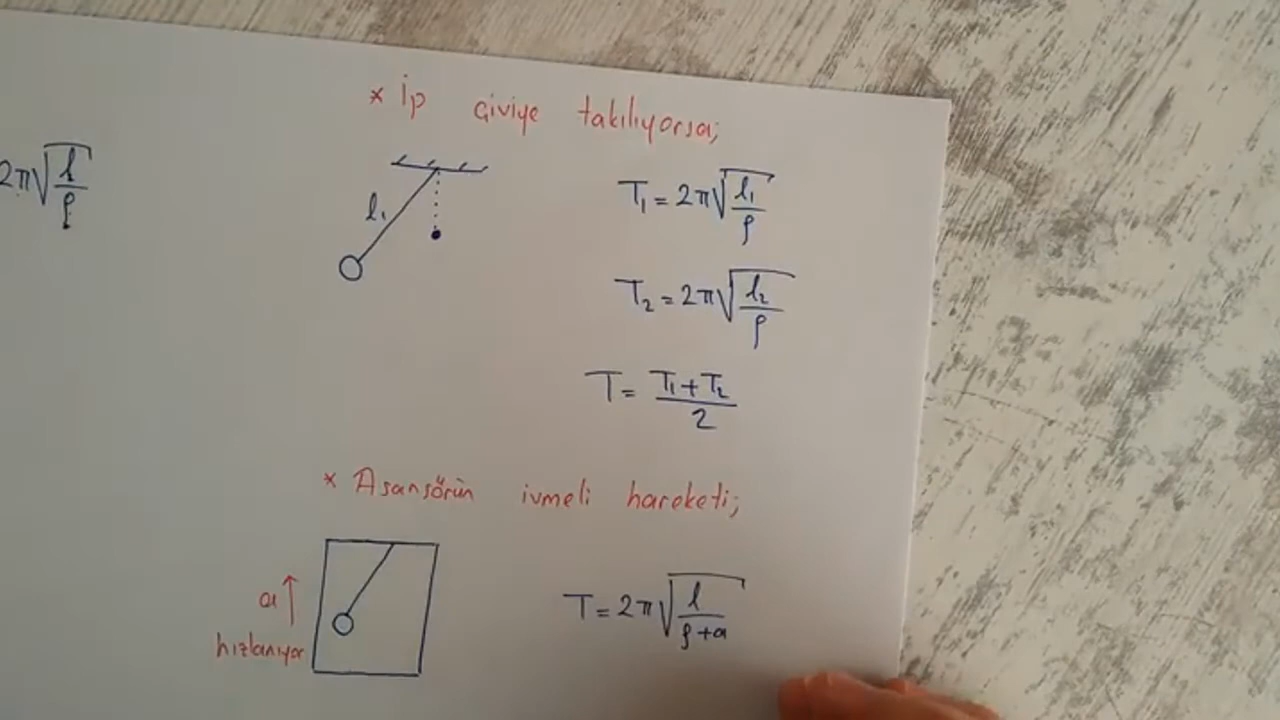 * İp çiviye takılıyorsa;
2π√(l/g)
l₁
T₁ = 2π√(l₁/g)
T₂ = 2π√(l₂/g)
T = (T₁ + T₂)/2
* Asansörün ivmeli hareketi;
a ↑
hızlanıyor
T = 2π√(l/(g+a))